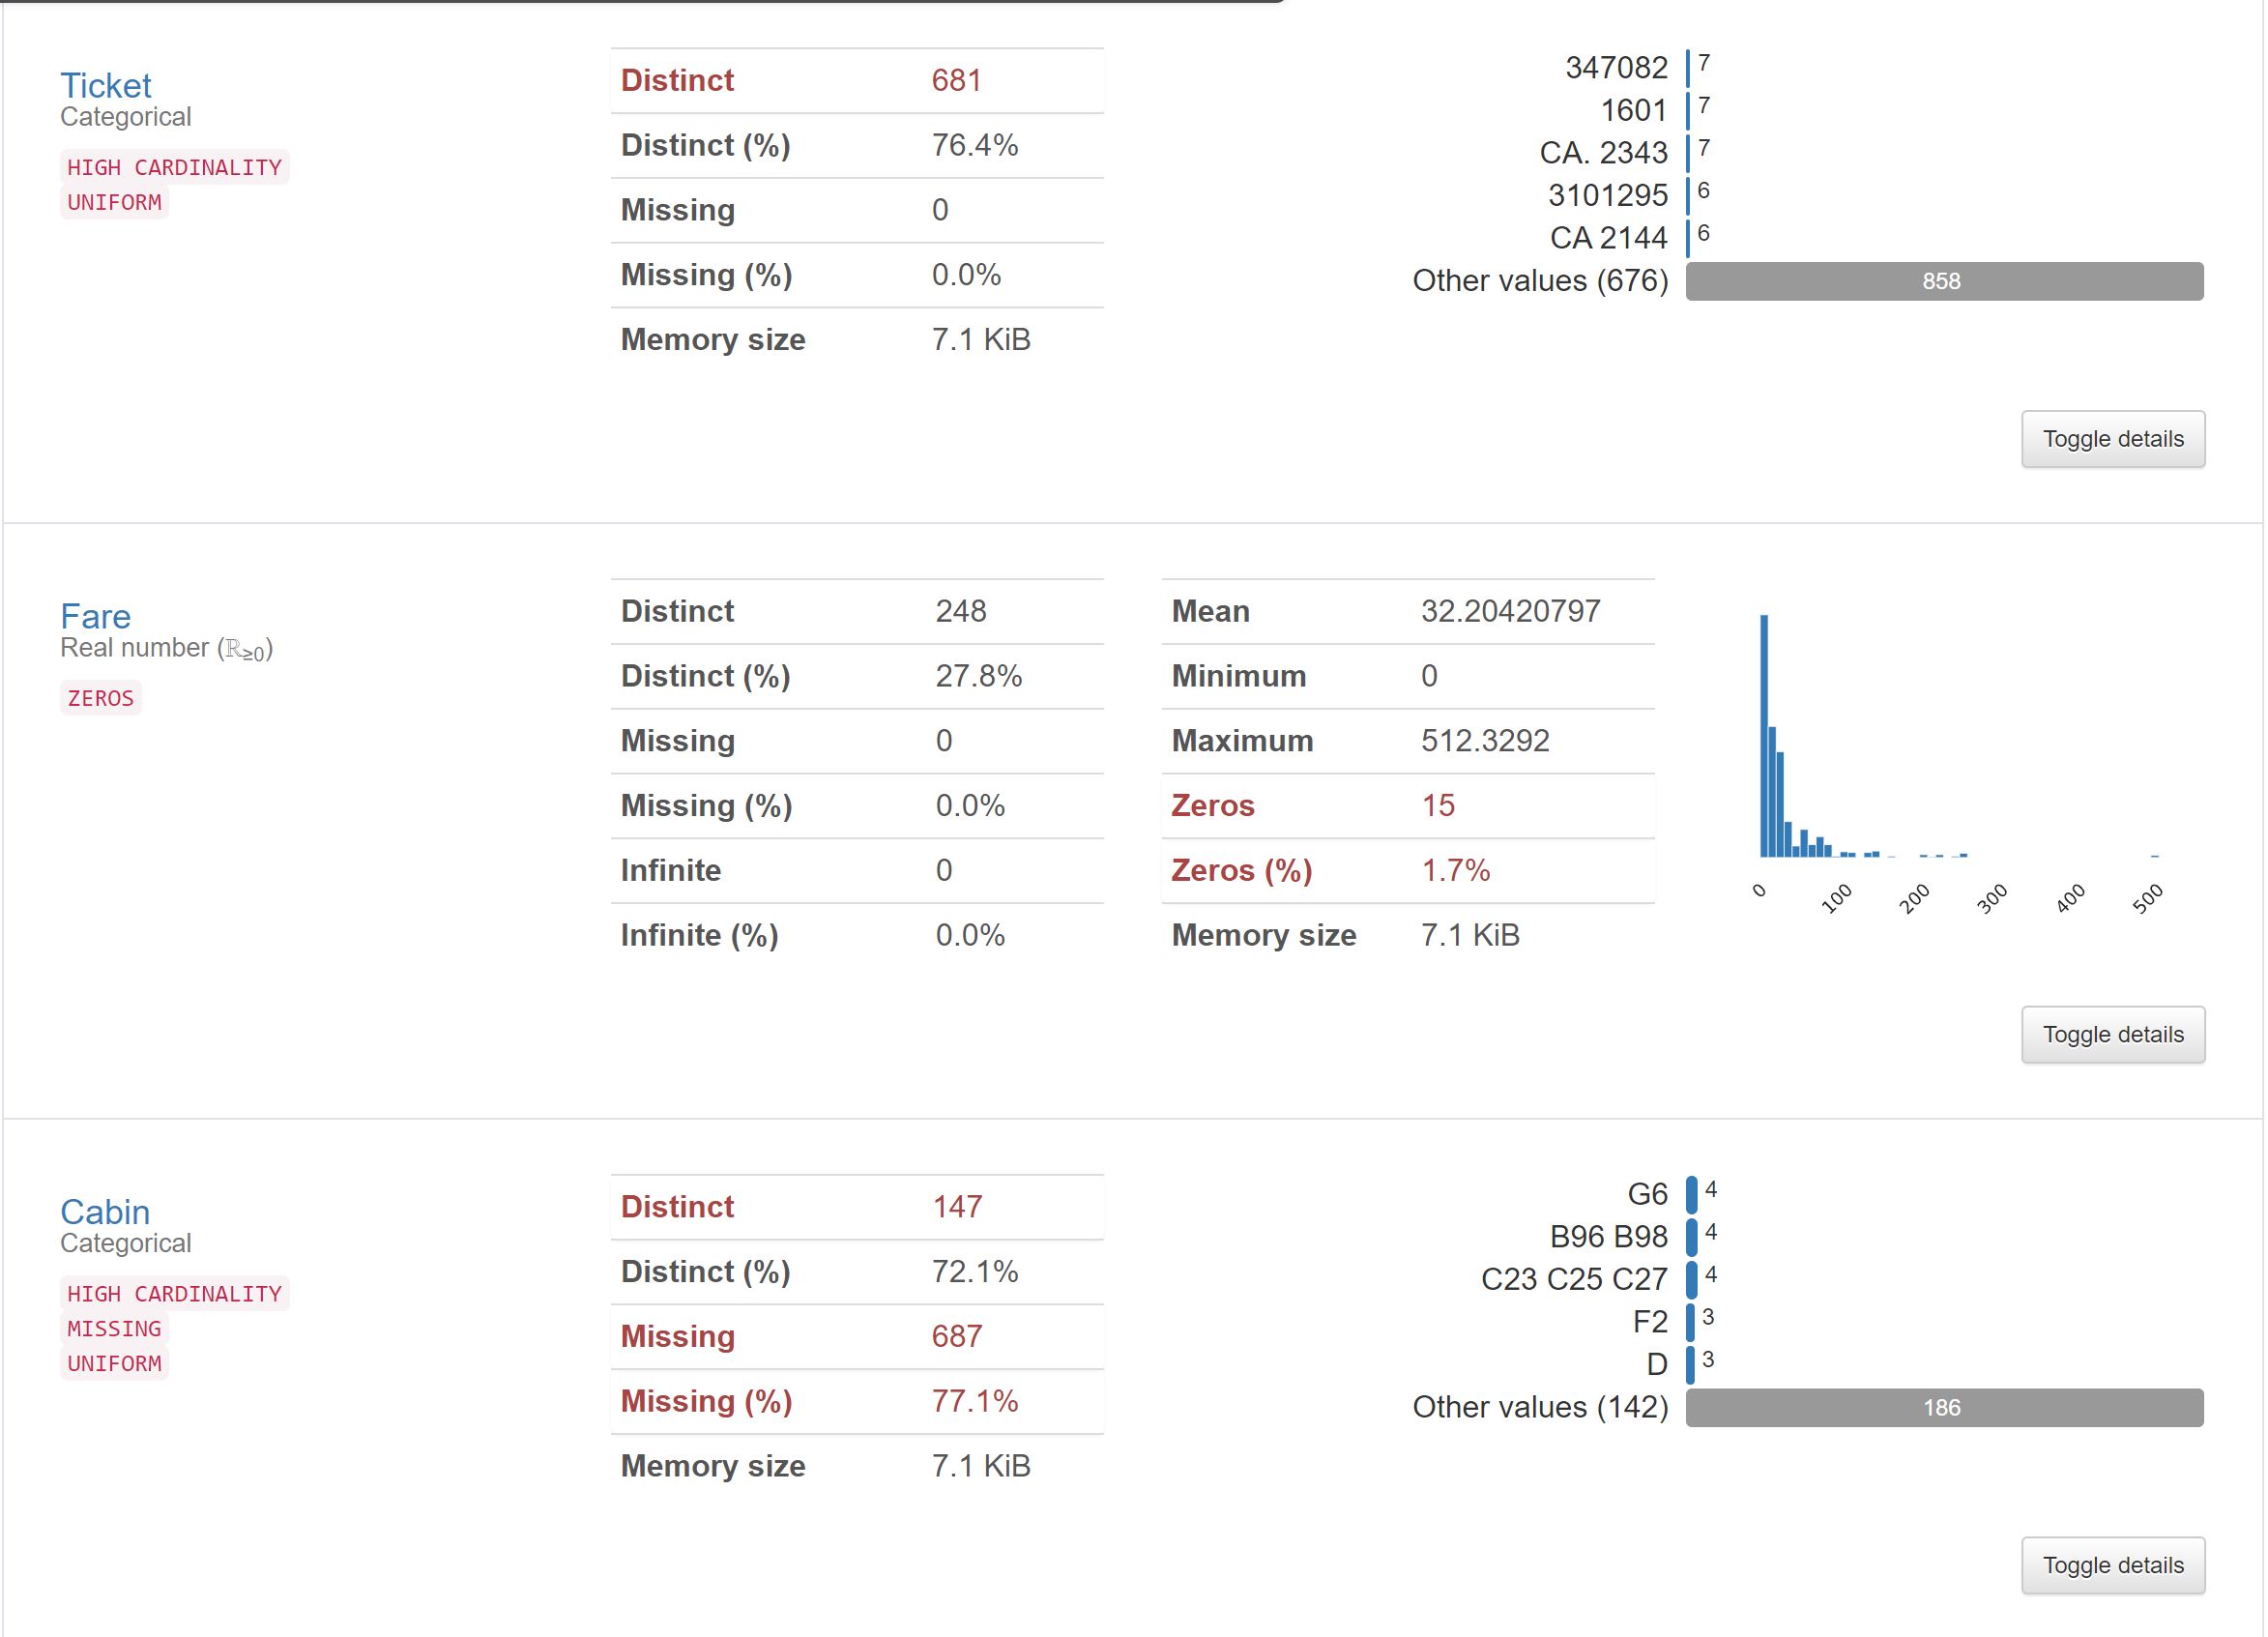 Ticket
Categorical
HIGH CARDINALITY
UNIFORM
Distinct 681
Distinct (%) 76.4%
Missing 0
Missing (%) 0.0%
Memory size 7.1 KiB
347082 7
1601 7
CA. 2343 7
3101295 6
CA 2144 6
Other values (676) 858
Toggle details
Fare
Real number (ℝ≥0)
ZEROS
Distinct 248
Distinct (%) 27.8%
Missing 0
Missing (%) 0.0%
Infinite 0
Infinite (%) 0.0%
Mean 32.20420797
Minimum 0
Maximum 512.3292
Zeros 15
Zeros (%) 1.7%
Memory size 7.1 KiB
0 100 200 300 400 500
Toggle details
Cabin
Categorical
HIGH CARDINALITY
MISSING
UNIFORM
Distinct 147
Distinct (%) 72.1%
Missing 687
Missing (%) 77.1%
Memory size 7.1 KiB
G6 4
B96 B98 4
C23 C25 C27 4
F2 3
D 3
Other values (142) 186
Toggle details